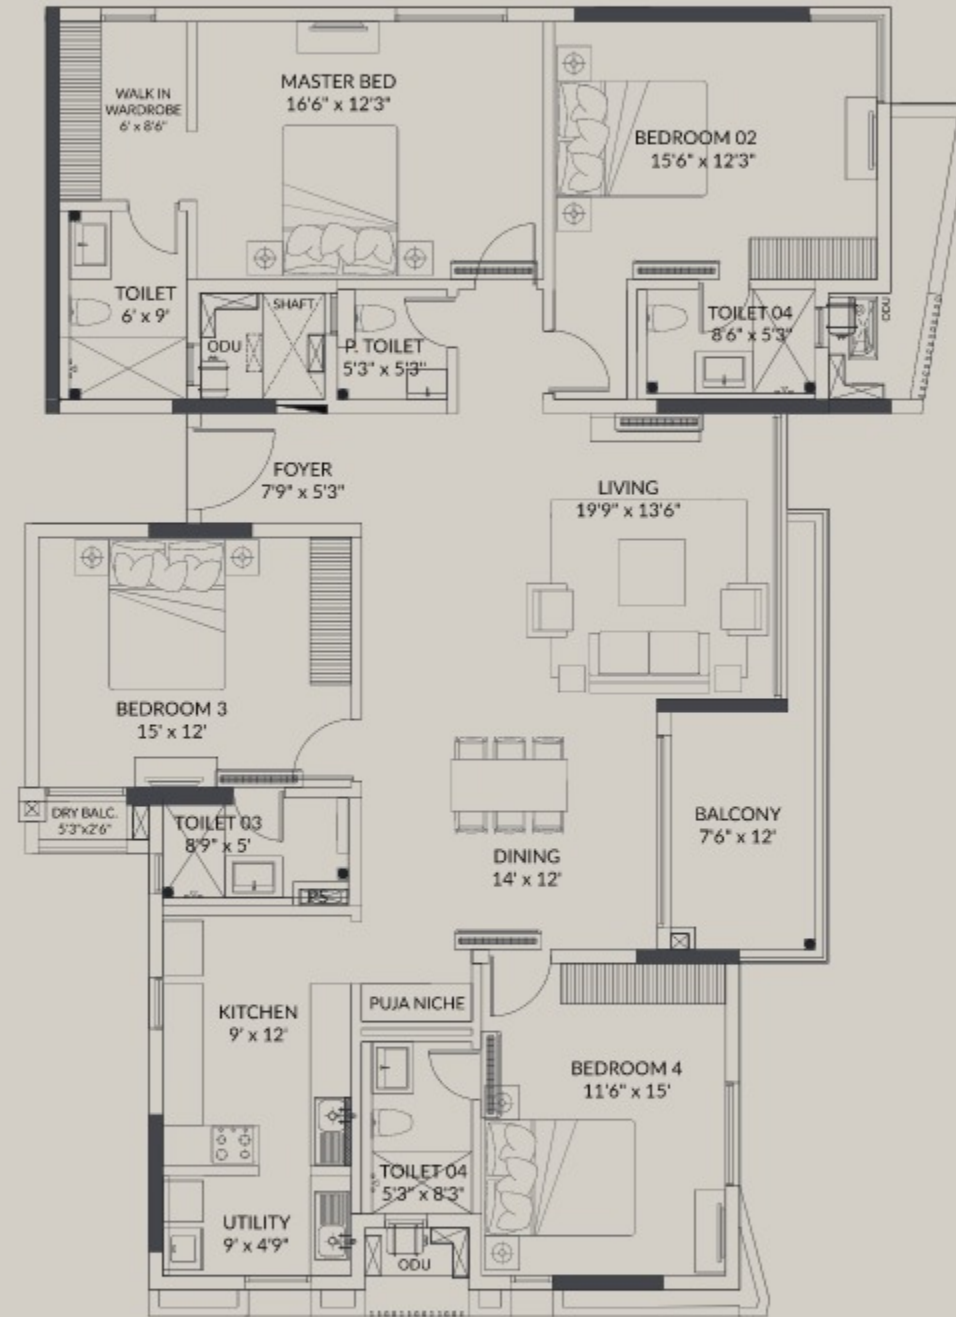 WALK IN
WARDROBE
6' x 8'6"
MASTER BED
16'6" x 12'3"
BEDROOM 02
15'6" x 12'3"
TOILET
6' x 9'
SHAFT
ODU
P. TOILET
5'3" x 5'3"
TOILET 04
8'6" x 5'3"
ODU
FOYER
7'9" x 5'3"
LIVING
19'9" x 13'6"
BEDROOM 3
15' x 12'
DRY BALC.
5'3"x2'6"
TOILET 03
8'9" x 5'
PS
DINING
14' x 12'
BALCONY
7'6" x 12'
KITCHEN
9' x 12'
PUJA NICHE
BEDROOM 4
11'6" x 15'
TOILET 04
5'3" x 8'3"
UTILITY
9' x 4'9"
ODU